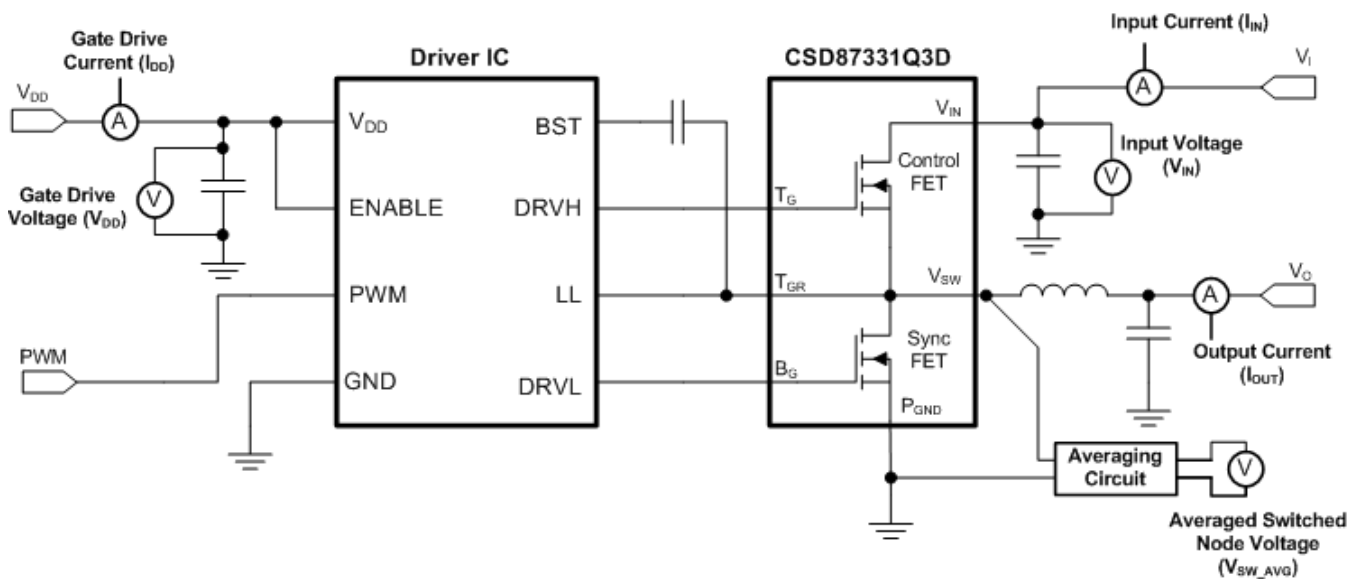 Gate Drive
Current (IDD)
VDD
A
V
Gate Drive
Voltage (VDD)
PWM
Driver IC
VDD
ENABLE
PWM
GND
BST
DRVH
LL
DRVL
CSD87331Q3D
VIN
Control
FET
TG
TGR
VSW
Sync
FET
BG
PGND
Input Current (IIN)
A
VI
V
Input Voltage
(VIN)
VO
A
Output Current
(IOUT)
Averaging
Circuit
V
Averaged Switched
Node Voltage
(VSW_AVG)